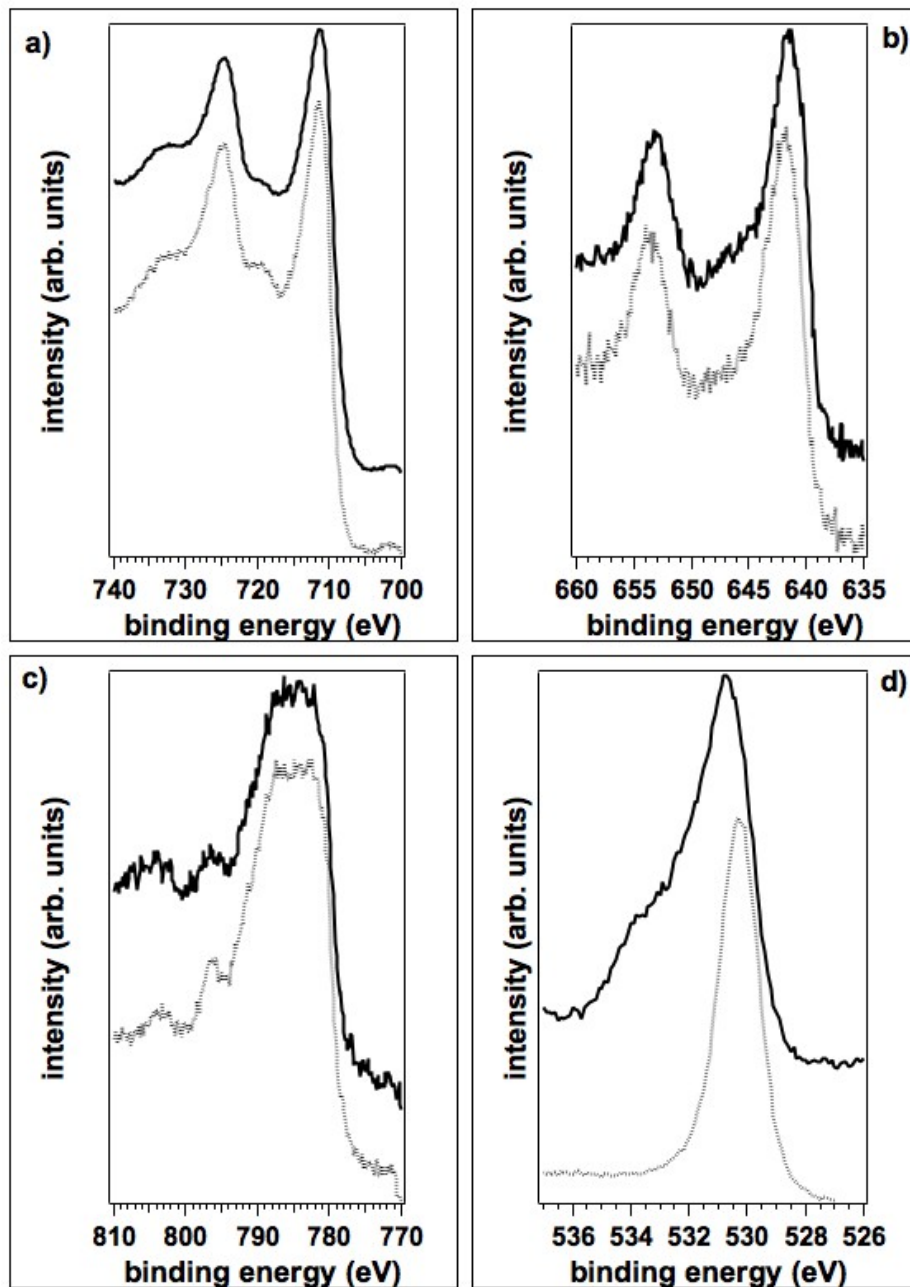 a)
intensity (arb. units)
740 730 720 710 700
binding energy (eV)
b)
intensity (arb. units)
660 655 650 645 640 635
binding energy (eV)
c)
intensity (arb. units)
810 800 790 780 770
binding energy (eV)
d)
intensity (arb. units)
536 534 532 530 528 526
binding energy (eV)